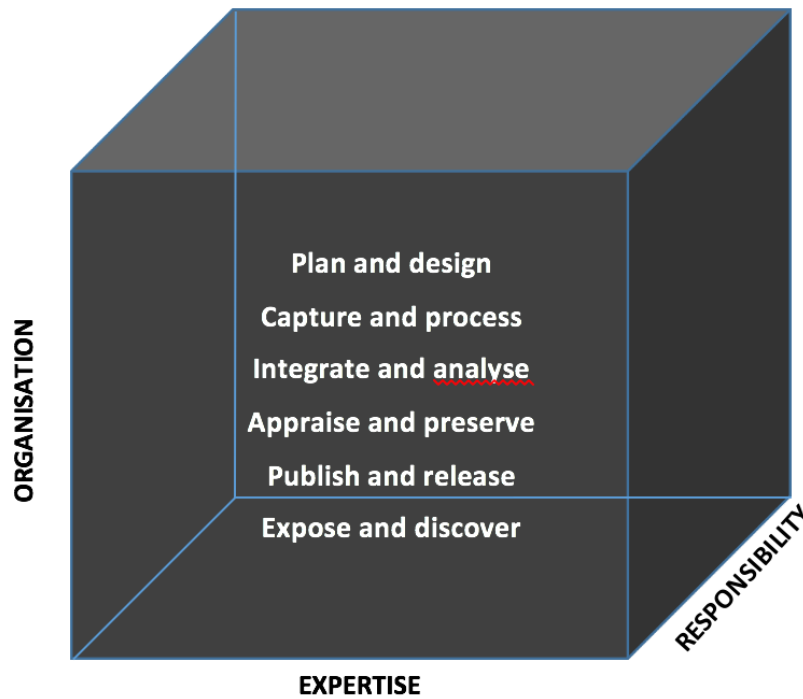 Plan and design
Capture and process
Integrate and analyse
Appraise and preserve
Publish and release
Expose and discover
ORGANISATION
RESPONSIBILITY
EXPERTISE